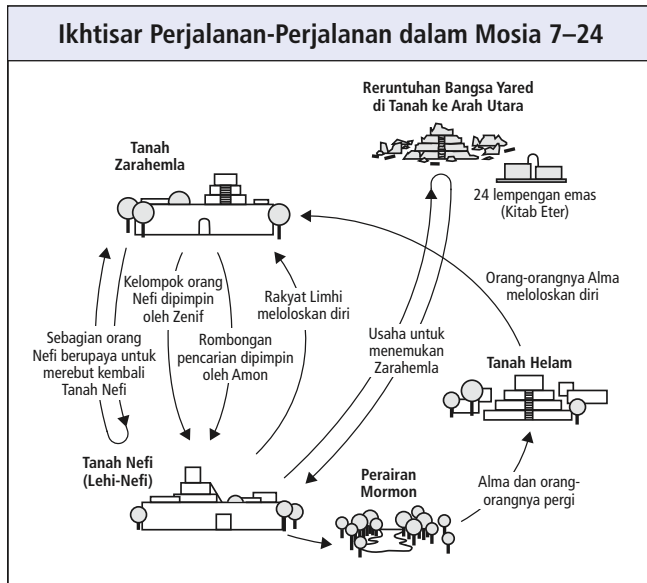 Ikhtisar Perjalanan-Perjalanan dalam Mosia 7–24
Reruntuhan Bangsa Yared
di Tanah ke Arah Utara
Tanah
Zarahemla
24 lempengan emas
(Kitab Eter)
Kelompok orang
Nefi dipimpin
oleh Zenif
Rakyat Limhi
meloloskan diri
Orang-orangnya Alma
meloloskan diri
Sebagian orang
Nefi berupaya untuk
merebut kembali
Tanah Nefi
Rombongan
pencarian dipimpin
oleh Amon
Usaha untuk
menemukan
Zarahemla
Tanah Helam
Tanah Nefi
(Lehi-Nefi)
Perairan
Mormon
Alma dan orang-
orangnya pergi